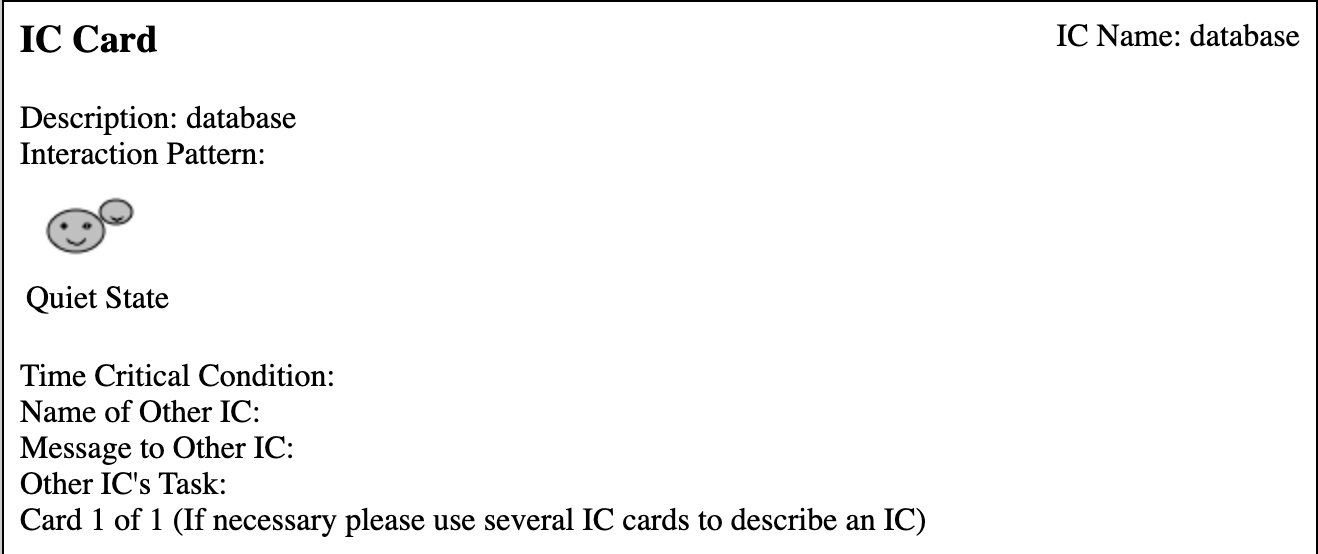 IC Card
IC Name: database
Description: database
Interaction Pattern:
Quiet State
Time Critical Condition:
Name of Other IC:
Message to Other IC:
Other IC's Task:
Card 1 of 1 (If necessary please use several IC cards to describe an IC)